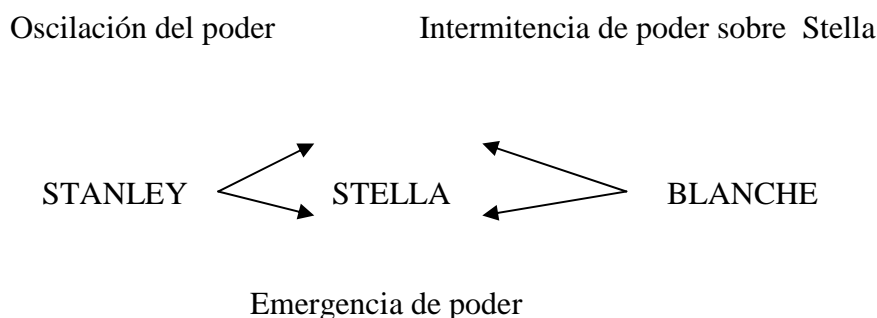 Oscilación del poder Intermitencia de poder sobre Stella
STANLEY STELLA BLANCHE
Emergencia de poder